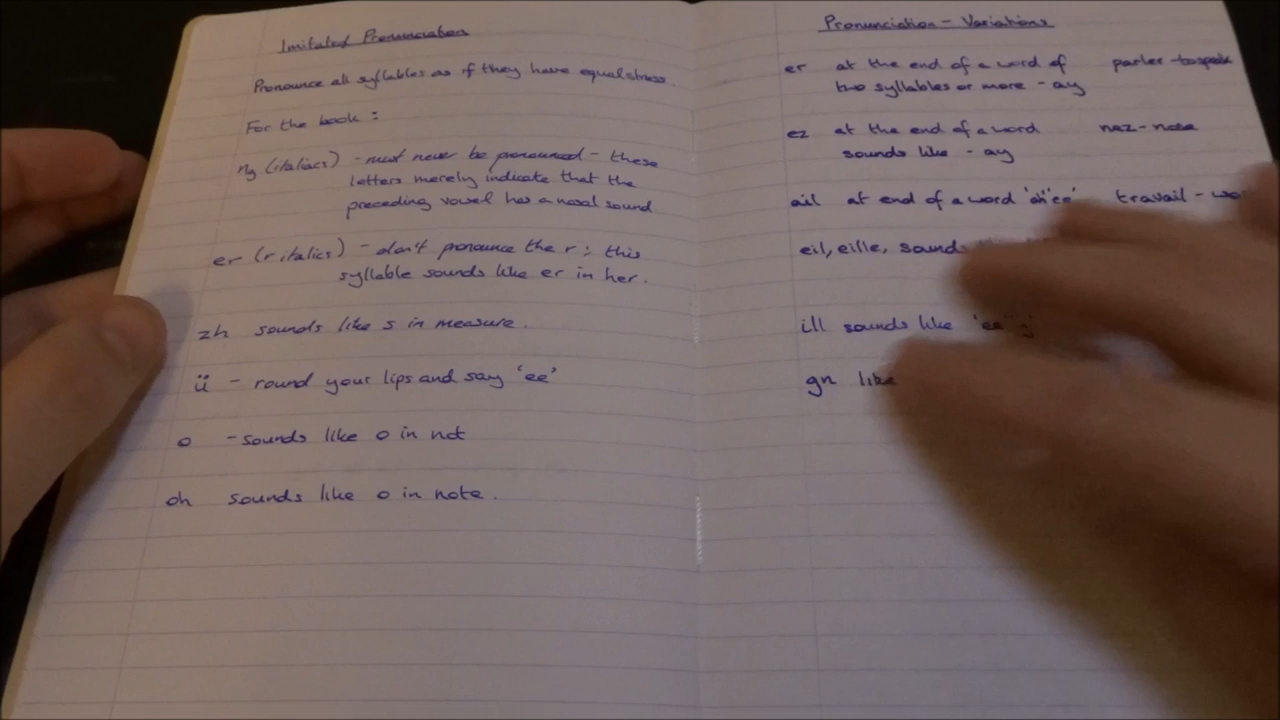 Imitated Pronunciation
Pronounce all syllables as if they have equal stress.
For the book :
ng (italics) - must never be pronounced - these
letters merely indicate that the
preceding vowel has a nasal sound.
er (r italics) - don't pronounce the r ; this
syllable sounds like er in her.
zh sounds like s in measure.
ü - round your lips and say 'ee'
o - sounds like o in not
oh sounds like o in note.
Pronunciation - Variations
er at the end of a word of parler - to speak
two syllables or more - ay
ez at the end of a word nez - nose
sounds like - ay
ail at end of a word travail -
eil, eille,
ill sounds like
gn like